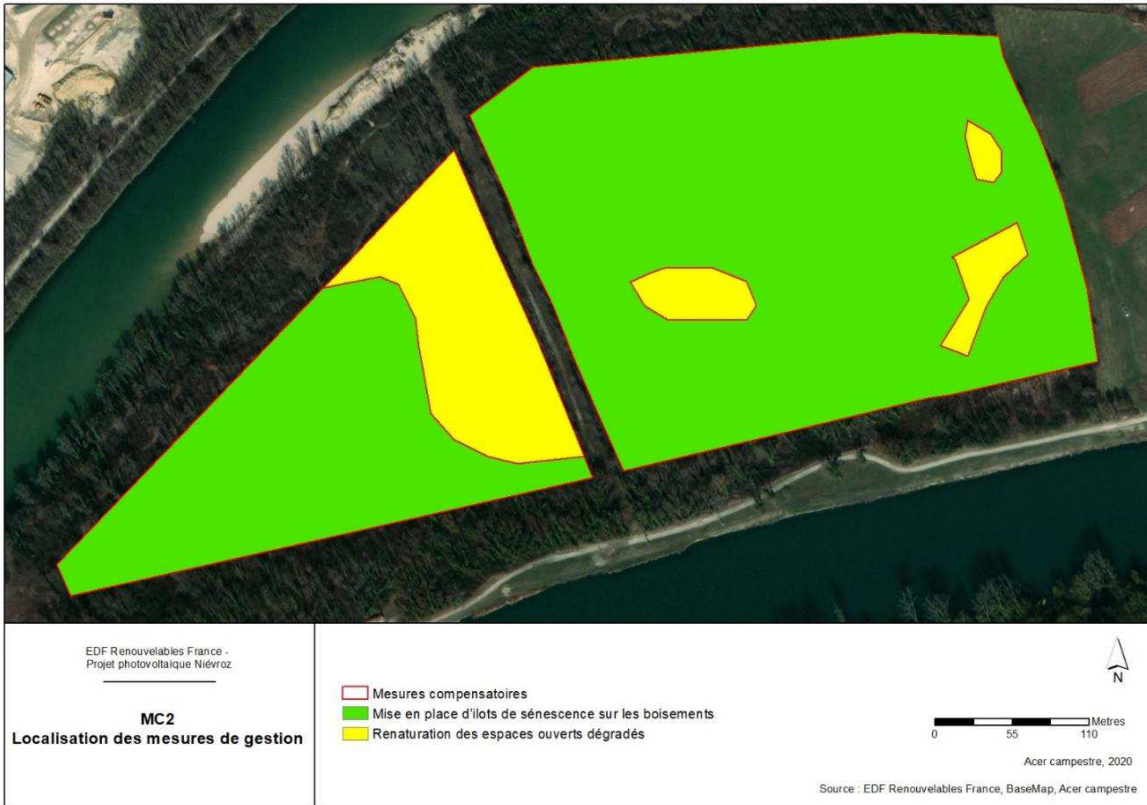 EDF Renouvelables France -
Projet photovoltaïque Niévroz
MC2
Localisation des mesures de gestion
Mesures compensatoires
Mise en place d'ilots de sénescence sur les boisements
Renaturation des espaces ouverts dégradés
N
Metres
0 55 110
Acer campestre, 2020
Source : EDF Renouvelables France, BaseMap, Acer campestre